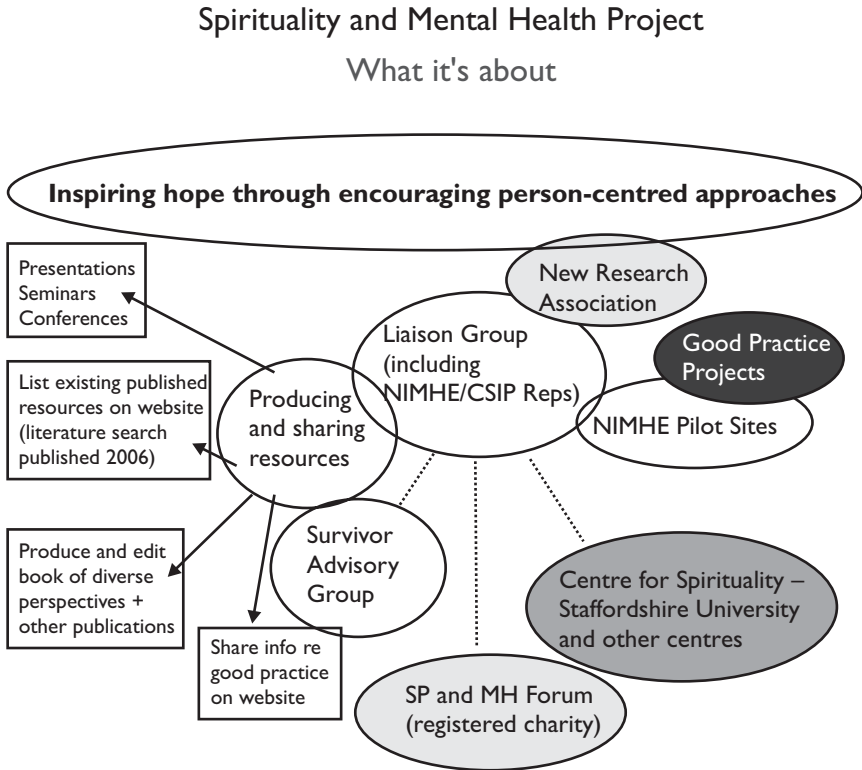 Spirituality and Mental Health Project
What it's about
Inspiring hope through encouraging person-centred approaches
Presentations
Seminars
Conferences
New Research
Association
Liaison Group
(including
NIMHE/CSIP Reps)
Good Practice
Projects
List existing published
resources on website
(literature search
published 2006)
Producing
and sharing
resources
NIMHE Pilot Sites
Produce and edit
book of diverse
perspectives +
other publications
Survivor
Advisory
Group
Centre for Spirituality –
Staffordshire University
and other centres
Share info re
good practice
on website
SP and MH Forum
(registered charity)